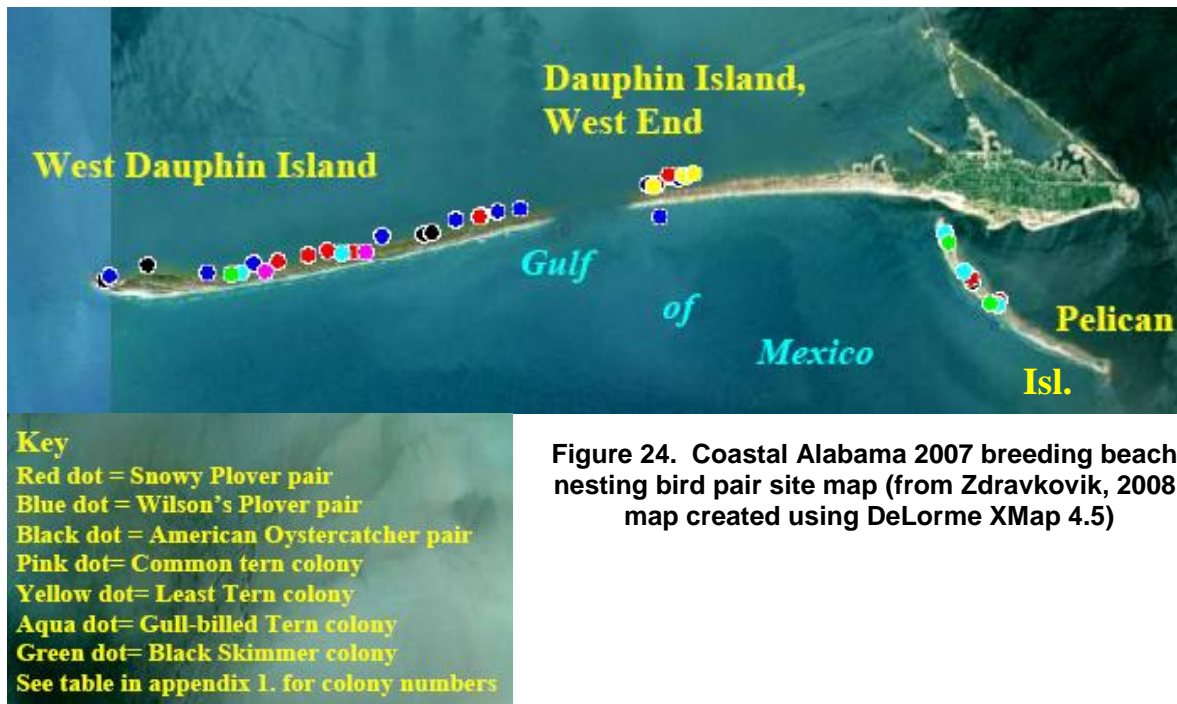 Dauphin Island,
West End
West Dauphin Island
Gulf
of
Mexico
Pelican
Isl.
Key
Red dot = Snowy Plover pair
Blue dot = Wilson's Plover pair
Black dot = American Oystercatcher pair
Pink dot= Common tern colony
Yellow dot= Least Tern colony
Aqua dot= Gull-billed Tern colony
Green dot= Black Skimmer colony
See table in appendix 1. for colony numbers
Figure 24. Coastal Alabama 2007 breeding beach
nesting bird pair site map (from Zdravkovik, 2008
map created using DeLorme XMap 4.5)